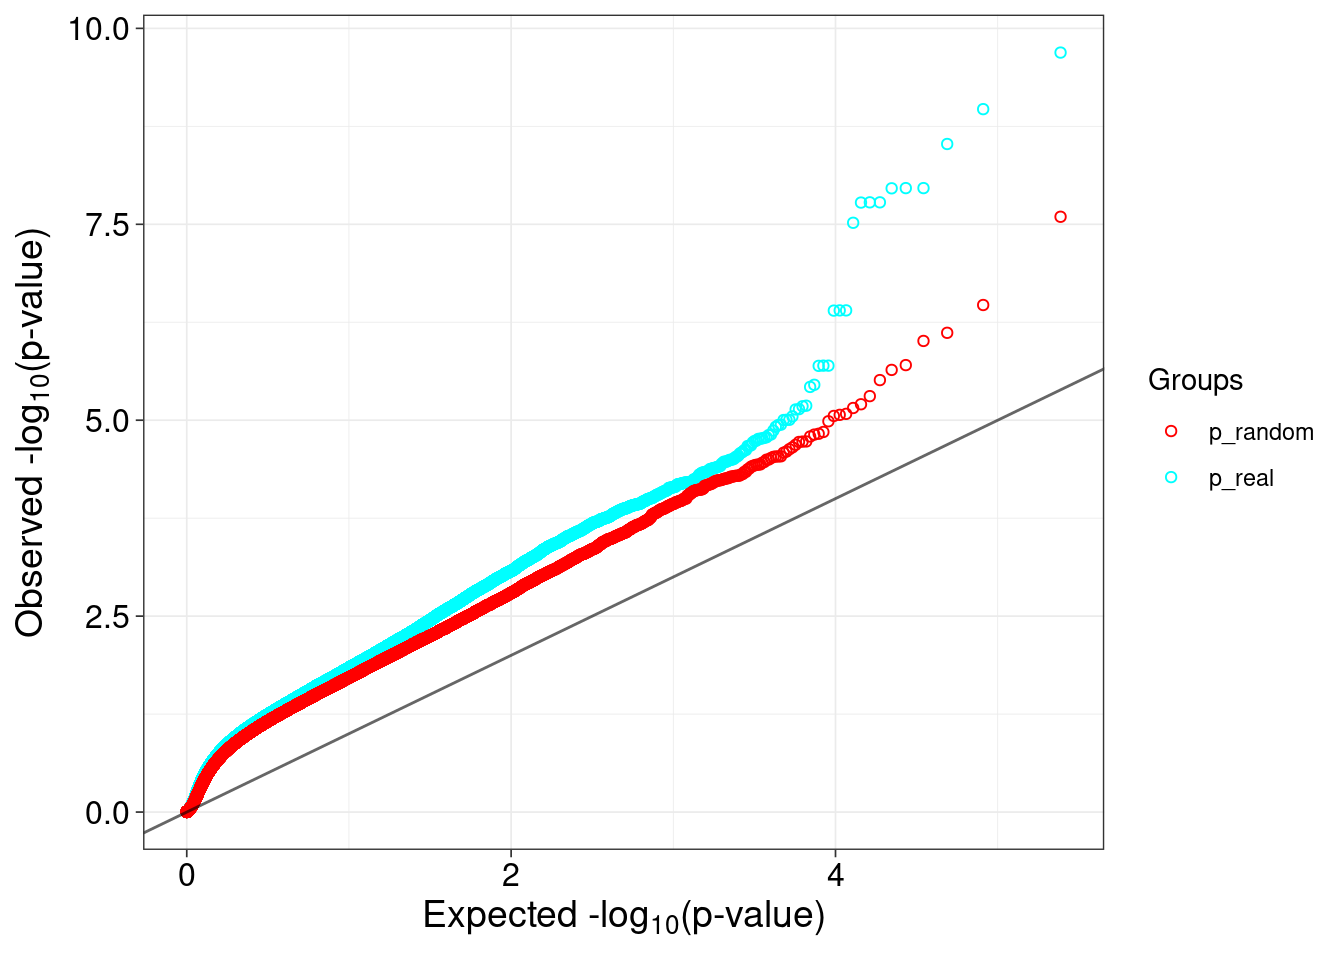 10.0
7.5
5.0
2.5
0.0
Observed -log10(p-value)
0 2 4
Expected -log10(p-value)
Groups
p_random
p_real